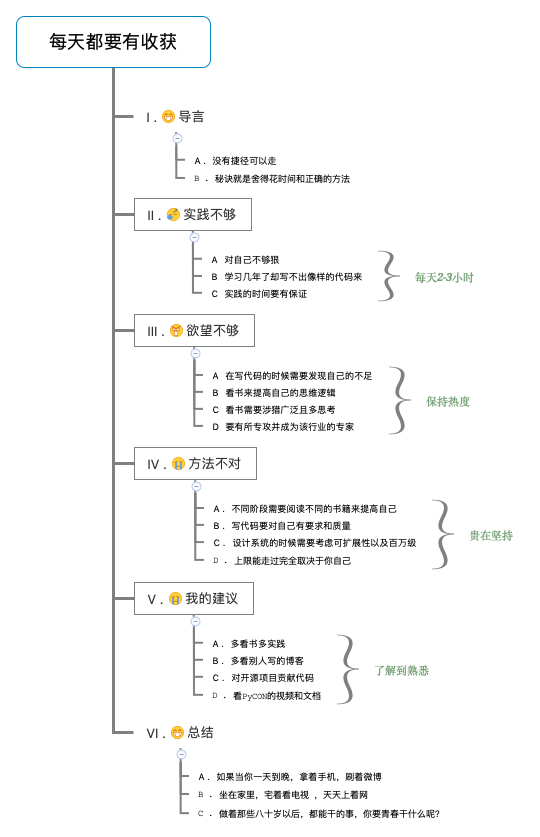 每天都要有收获
I . 😁 导言
A . 没有捷径可以走
B . 秘诀就是舍得花时间和正确的方法
II . 🥳 实践不够
A 对自己不够狠
B 学习几年了却写不出像样的代码来
C 实践的时间要有保证
每天2-3小时
III . 😡 欲望不够
A 在写代码的时候需要发现自己的不足
B 看书来提高自己的思维逻辑
C 看书需要涉猎广泛且多思考
D 要有所专攻并成为该行业的专家
保持热度
IV . 😭 方法不对
A . 不同阶段需要阅读不同的书籍来提高自己
B . 写代码要对自己有要求和质量
C . 设计系统的时候需要考虑可扩展性以及百万级
D . 上限能走过完全取决于你自己
贵在坚持
V . 😭 我的建议
A . 多看书多实践
B . 多看别人写的博客
C . 对开源项目贡献代码
D . 看PyCON的视频和文档
了解到熟悉
VI . 😁 总结
A . 如果当你一天到晚，拿着手机，刷着微博
B . 坐在家里，宅着看电视 ，天天上着网
C . 做着那些八十岁以后，都能干的事，你要青春干什么呢?